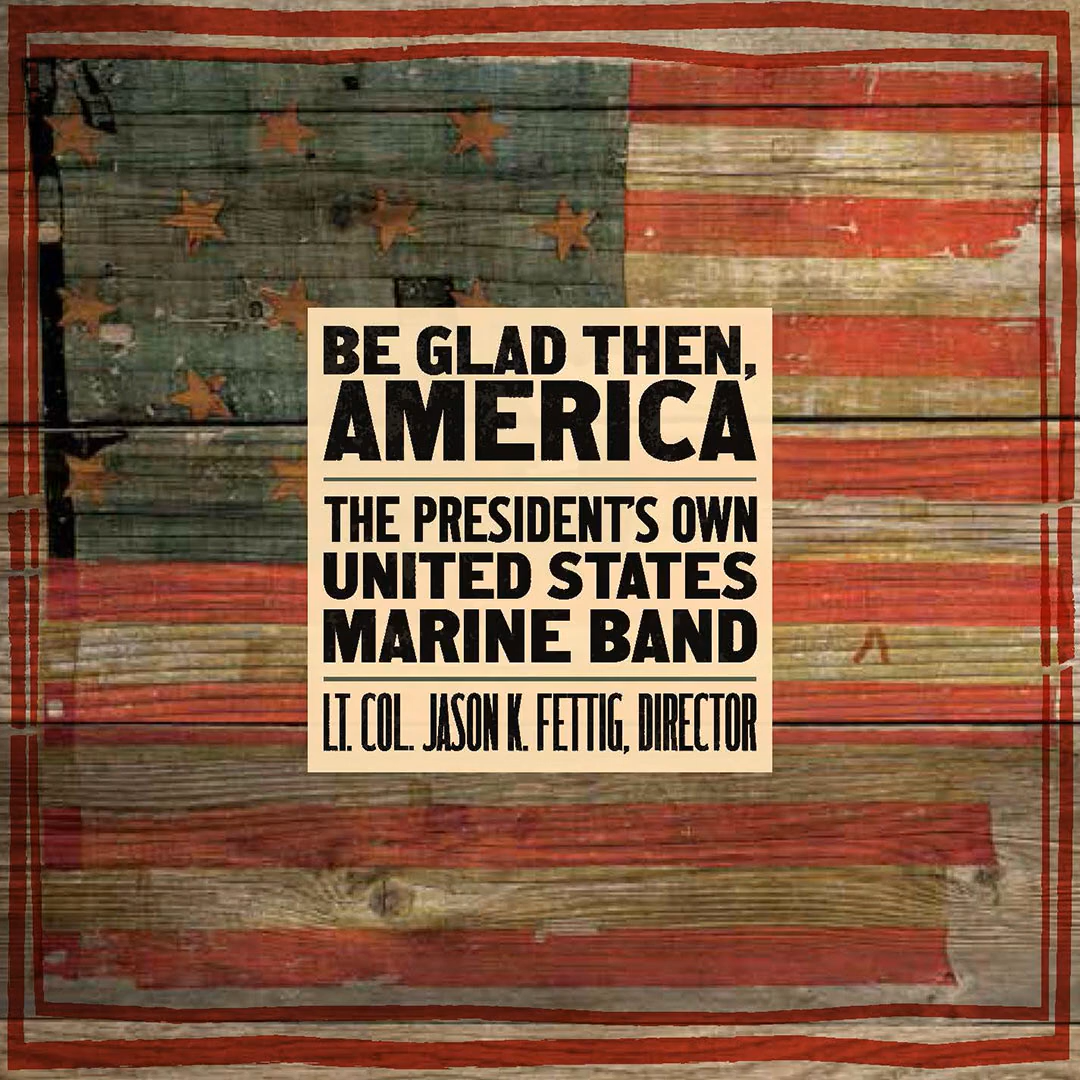 BE GLAD THEN,
AMERICA
THE PRESIDENT'S OWN
UNITED STATES
MARINE BAND
LT. COL. JASON K. FETTIG, DIRECTOR